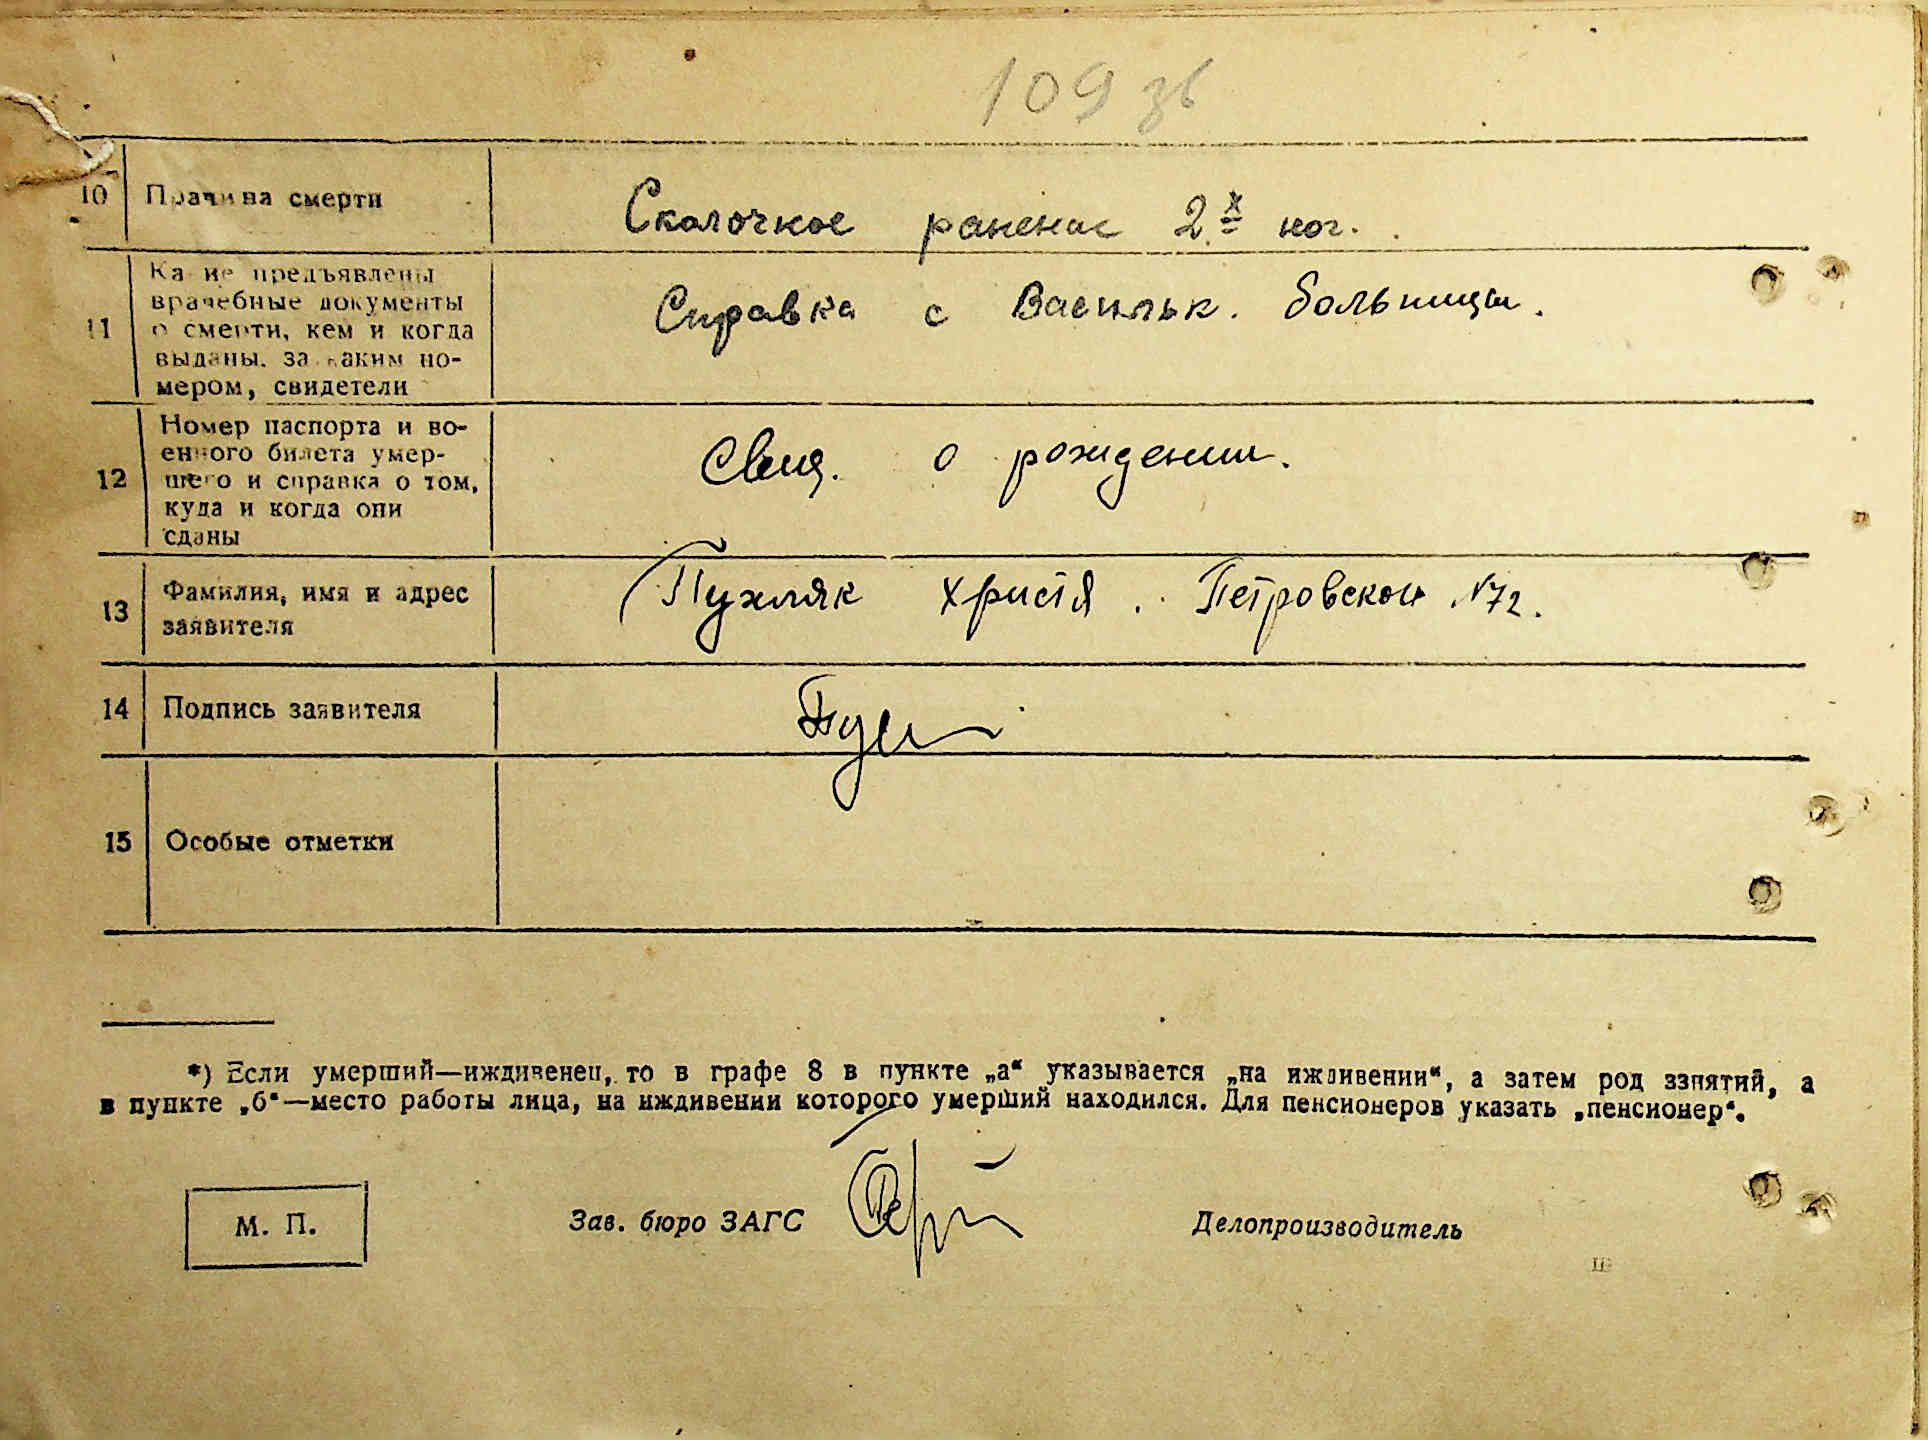 109 зв
10 Причина смерти Сколочное ранение 2х ног.
11 Какие предъявлены
врачебные документы
о смерти, кем и когда
выданы, за каким но-
мером, свидетели
Справка с Васильк. больницы.
12 Номер паспорта и во-
енного билета умер-
шего и справка о том,
куда и когда они
сданы
Свид. о рождении.
13 Фамилия, имя и адрес
заявителя
Пухляк Христя. Петровского №72.
14 Подпись заявителя
15 Особые отметки
*) Если умерший—иждивенец, то в графе 8 в пункте „а“ указывается „на иждивении“, а затем род занятий, а
в пункте „б“—место работы лица, на иждивении которого умерший находился. Для пенсионеров указать „пенсионер“.
М. П. Зав. бюро ЗАГС Делопроизводитель